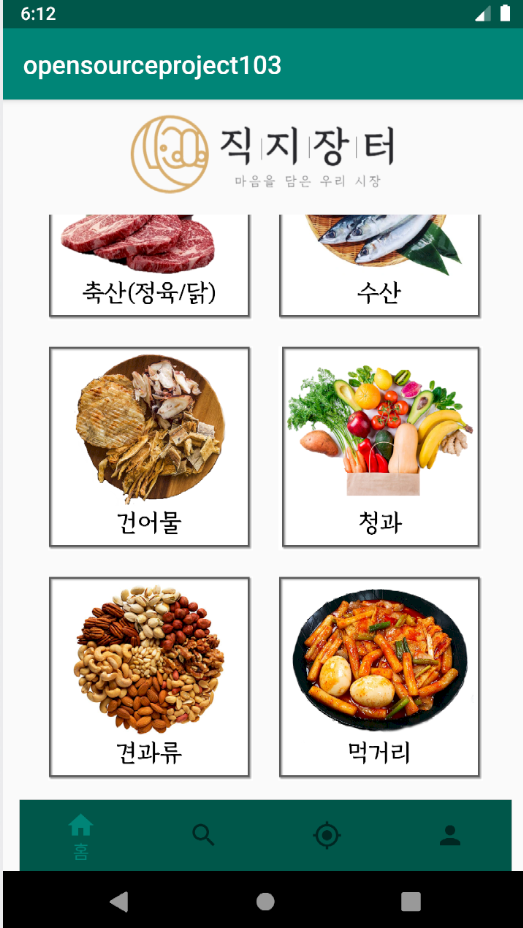 6:12
opensourceproject103
직지장터
마음을 담은 우리 시장
축산(정육/닭)
수산
건어물
청과
견과류
먹거리
홈